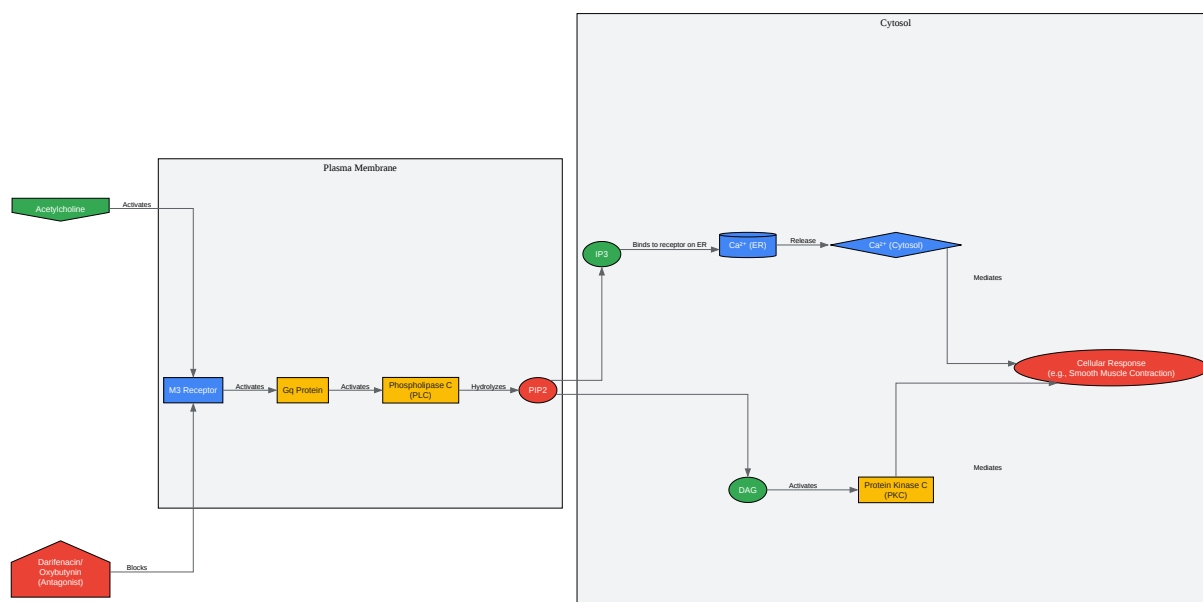 Cytosol
Plasma Membrane
Acetylcholine
Activates
IP3
Binds to receptor on ER
Ca²⁺ (ER)
Release
Ca²⁺ (Cytosol)
Mediates
Cellular Response
(e.g., Smooth Muscle Contraction)
M3 Receptor
Activates
Gq Protein
Activates
Phospholipase C
(PLC)
Hydrolyzes
PIP2
Mediates
DAG
Activates
Protein Kinase C
(PKC)
Darifenacin/
Oxybutynin
(Antagonist)
Blocks